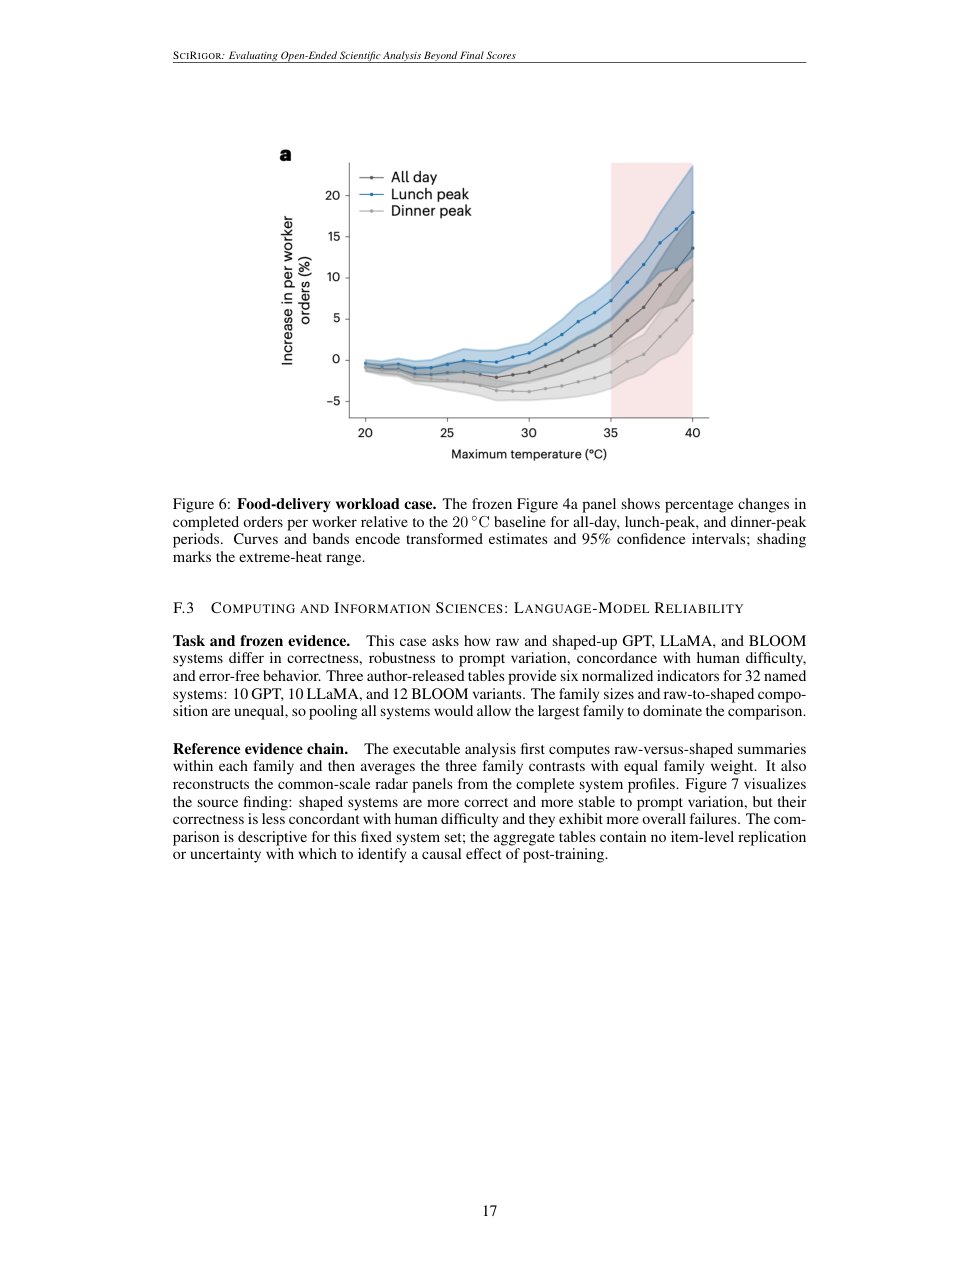 SCIRIGOR: Evaluating Open-Ended Scientific Analysis Beyond Final Scores
a
All day
Lunch peak
Dinner peak
Increase in per worker
orders (%)
20
15
10
5
0
−5
20 25 30 35 40
Maximum temperature (°C)
Figure 6: Food-delivery workload case. The frozen Figure 4a panel shows percentage changes in
completed orders per worker relative to the 20 °C baseline for all-day, lunch-peak, and dinner-peak
periods. Curves and bands encode transformed estimates and 95% confidence intervals; shading
marks the extreme-heat range.
F.3 COMPUTING AND INFORMATION SCIENCES: LANGUAGE-MODEL RELIABILITY
Task and frozen evidence. This case asks how raw and shaped-up GPT, LLaMA, and BLOOM
systems differ in correctness, robustness to prompt variation, concordance with human difficulty,
and error-free behavior. Three author-released tables provide six normalized indicators for 32 named
systems: 10 GPT, 10 LLaMA, and 12 BLOOM variants. The family sizes and raw-to-shaped compo-
sition are unequal, so pooling all systems would allow the largest family to dominate the comparison.
Reference evidence chain. The executable analysis first computes raw-versus-shaped summaries
within each family and then averages the three family contrasts with equal family weight. It also
reconstructs the common-scale radar panels from the complete system profiles. Figure 7 visualizes
the source finding: shaped systems are more correct and more stable to prompt variation, but their
correctness is less concordant with human difficulty and they exhibit more overall failures. The com-
parison is descriptive for this fixed system set; the aggregate tables contain no item-level replication
or uncertainty with which to identify a causal effect of post-training.
17